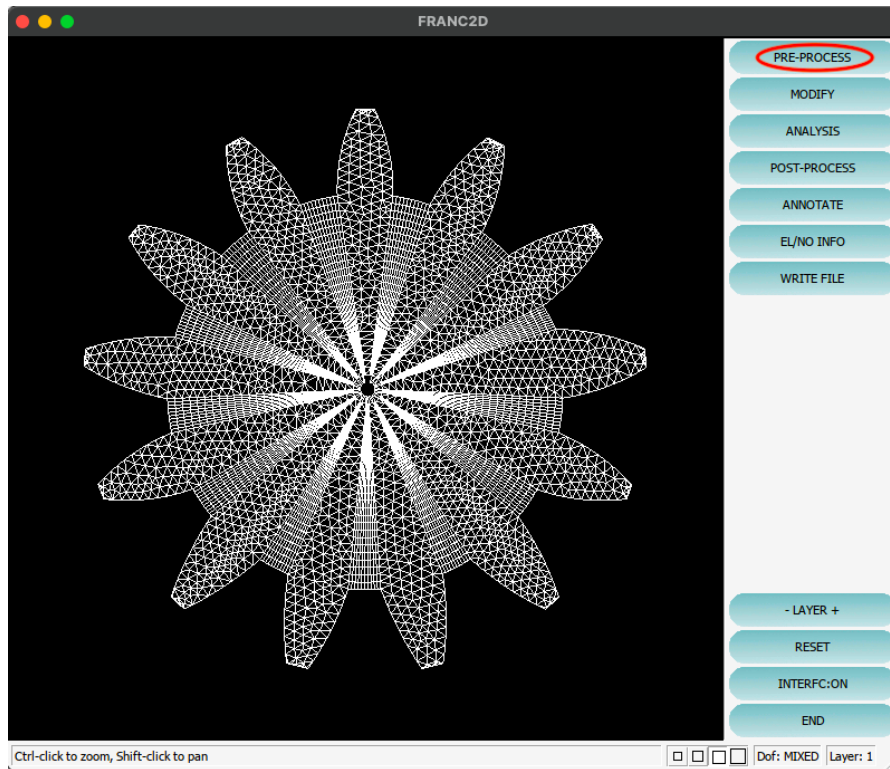 FRANC2D
PRE-PROCESS
MODIFY
ANALYSIS
POST-PROCESS
ANNOTATE
EL/NO INFO
WRITE FILE
- LAYER +
RESET
INTERFC:ON
END
Ctrl-click to zoom, Shift-click to pan
Dof: MIXED
Layer: 1